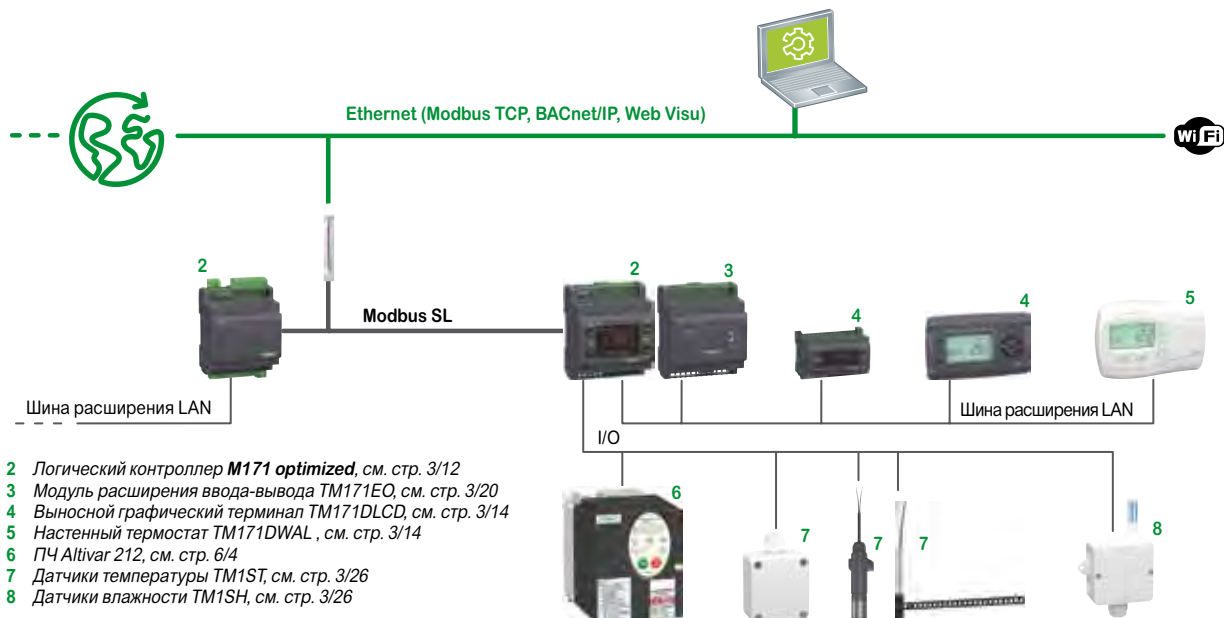 Ethernet (Modbus TCP, BACnet/IP, Web Visu)
Wi Fi
2
Modbus SL
2
3
4
4
5
Шина расширения LAN
Шина расширения LAN
I/O
2 Логический контроллер M171 optimized, см. стр. 3/12
3 Модуль расширения ввода-вывода TM171EO, см. стр. 3/20
4 Выносной графический терминал TM171DLCD, см. стр. 3/14
5 Настенный термостат TM171DWAL , см. стр. 3/14
6 ПЧ Altivar 212, см. стр. 6/4
7 Датчики температуры TM1ST, см. стр. 3/26
8 Датчики влажности TM1SH, см. стр. 3/26
6
7
7
7
8